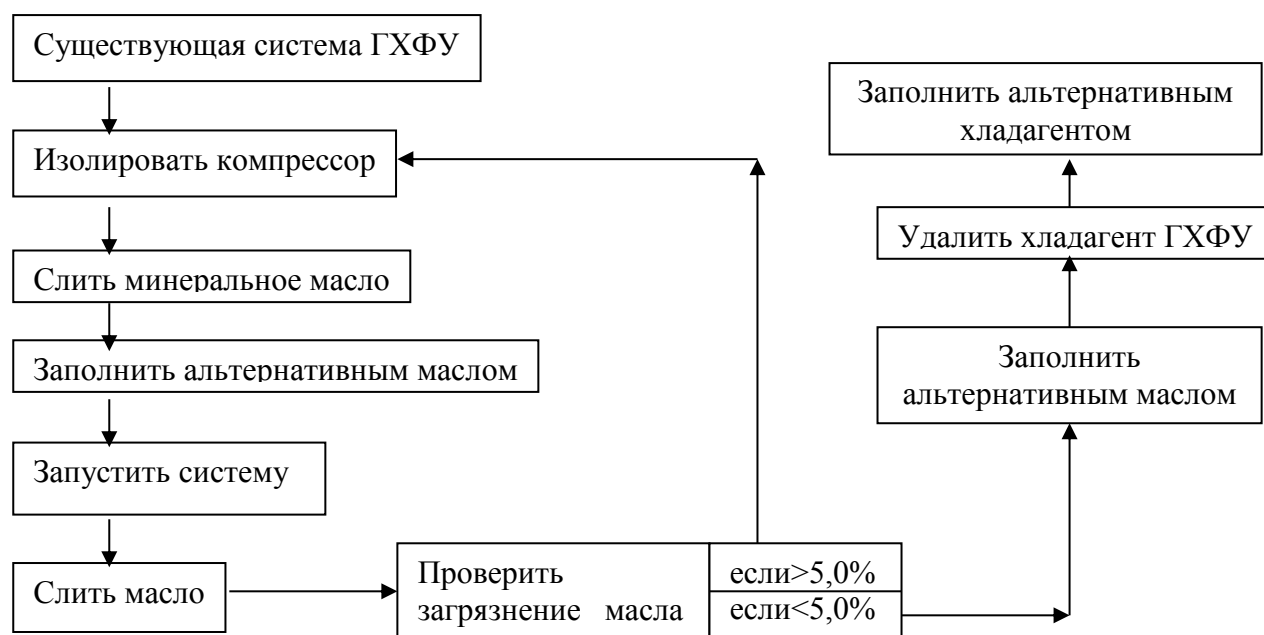 Существующая система ГХФУ
Изолировать компрессор
Слить минеральное масло
Заполнить альтернативным маслом
Запустить систему
Слить масло
Проверить
загрязнение масла
если>5,0%
если<5,0%
Заполнить альтернативным
хладагентом
Удалить хладагент ГХФУ
Заполнить
альтернативным маслом